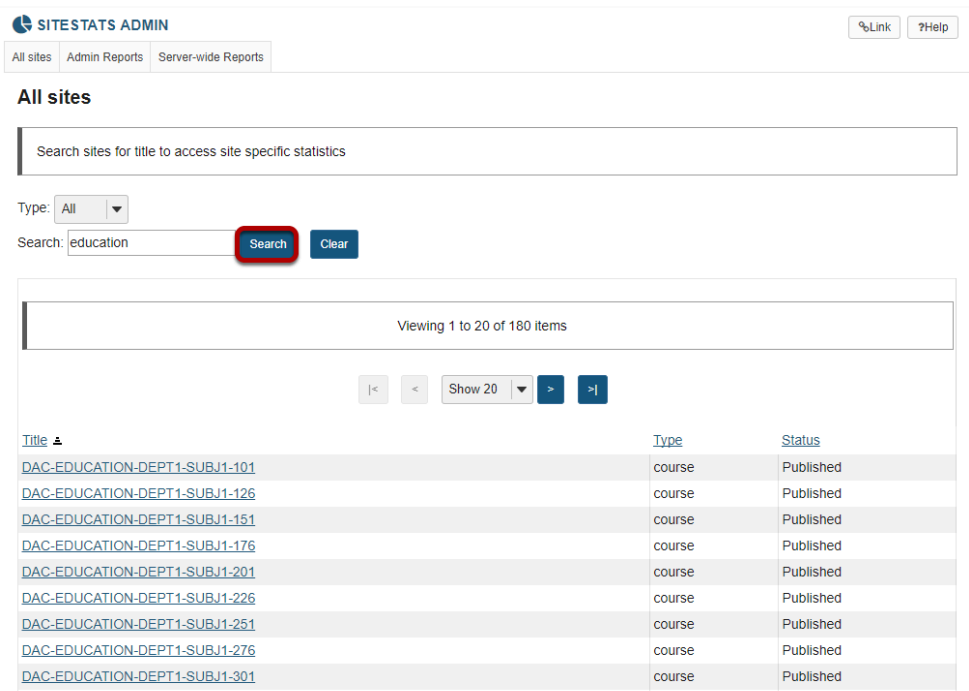 SITESTATS ADMIN
Link ?Help
All sites Admin Reports Server-wide Reports
All sites
Search sites for title to access site specific statistics
Type: All
Search: education Search Clear
Viewing 1 to 20 of 180 items
|< < Show 20 > >|
Title Type Status
DAC-EDUCATION-DEPT1-SUBJ1-101 course Published
DAC-EDUCATION-DEPT1-SUBJ1-126 course Published
DAC-EDUCATION-DEPT1-SUBJ1-151 course Published
DAC-EDUCATION-DEPT1-SUBJ1-176 course Published
DAC-EDUCATION-DEPT1-SUBJ1-201 course Published
DAC-EDUCATION-DEPT1-SUBJ1-226 course Published
DAC-EDUCATION-DEPT1-SUBJ1-251 course Published
DAC-EDUCATION-DEPT1-SUBJ1-276 course Published
DAC-EDUCATION-DEPT1-SUBJ1-301 course Published